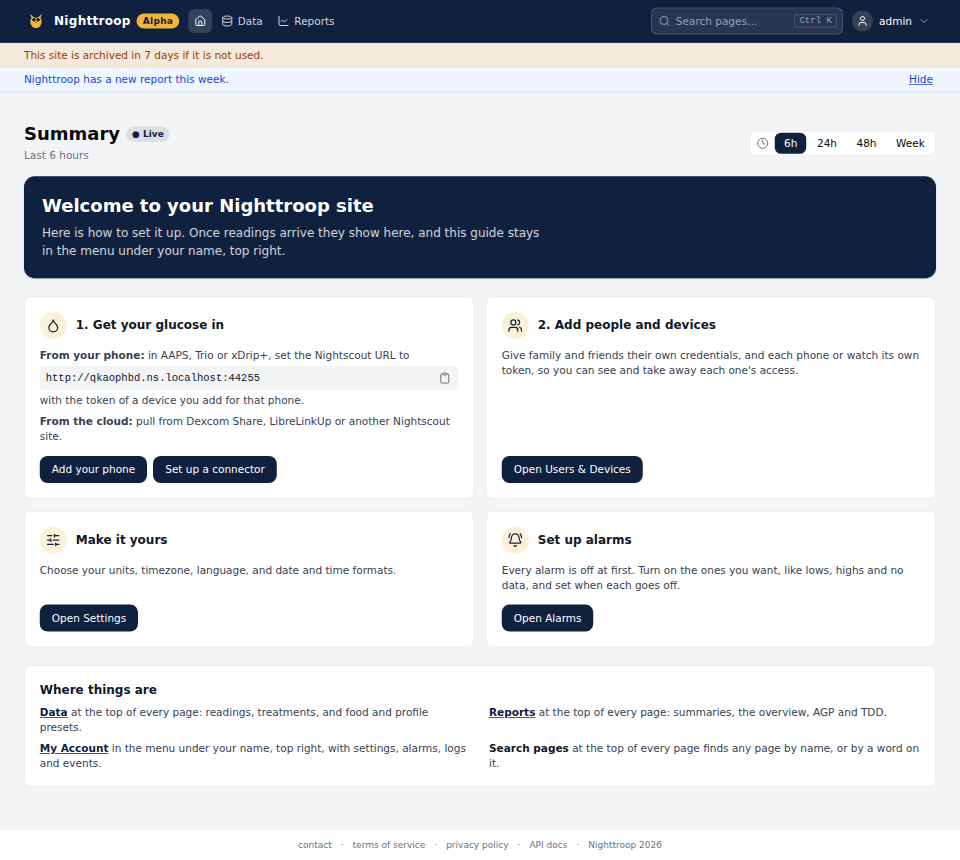 Nighttroop Alpha Data Reports Search pages... Ctrl K admin
This site is archived in 7 days if it is not used.
Nighttroop has a new report this week. Hide
Summary Live
Last 6 hours
6h 24h 48h Week
Welcome to your Nighttroop site
Here is how to set it up. Once readings arrive they show here, and this guide stays
in the menu under your name, top right.
1. Get your glucose in
From your phone: in AAPS, Trio or xDrip+, set the Nightscout URL to
http://qkaophbd.ns.localhost:44255
with the token of a device you add for that phone.
From the cloud: pull from Dexcom Share, LibreLinkUp or another Nightscout
site.
Add your phone Set up a connector
2. Add people and devices
Give family and friends their own credentials, and each phone or watch its own
token, so you can see and take away each one's access.
Open Users & Devices
Make it yours
Choose your units, timezone, language, and date and time formats.
Open Settings
Set up alarms
Every alarm is off at first. Turn on the ones you want, like lows, highs and no
data, and set when each goes off.
Open Alarms
Where things are
Data at the top of every page: readings, treatments, and food and profile
presets.
Reports at the top of every page: summaries, the overview, AGP and TDD.
My Account in the menu under your name, top right, with settings, alarms, logs
and events.
Search pages at the top of every page finds any page by name, or by a word on
it.
contact · terms of service · privacy policy · API docs · Nighttroop 2026